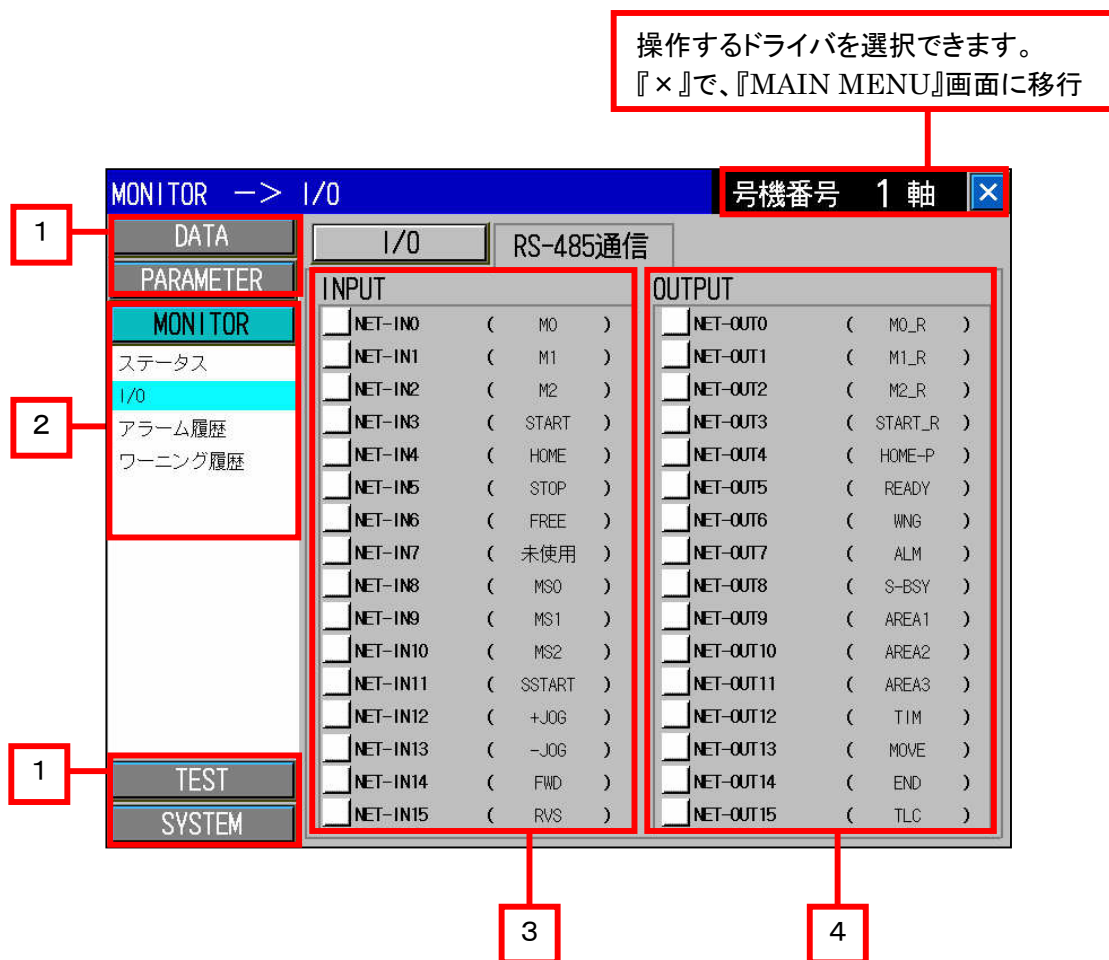 操作するドライバを選択できます。
『×』で、『MAIN MENU』画面に移行
MONITOR -> I/O
号機番号 1 軸 ×
1
DATA
PARAMETER
MONITOR
ステータス
I/O
アラーム履歴
ワーニング履歴
2
1
TEST
SYSTEM
I/O
RS-485通信
INPUT
NET-IN0 ( M0 )
NET-IN1 ( M1 )
NET-IN2 ( M2 )
NET-IN3 ( START )
NET-IN4 ( HOME )
NET-IN5 ( STOP )
NET-IN6 ( FREE )
NET-IN7 ( 未使用 )
NET-IN8 ( MS0 )
NET-IN9 ( MS1 )
NET-IN10 ( MS2 )
NET-IN11 ( SSTART )
NET-IN12 ( +JOG )
NET-IN13 ( -JOG )
NET-IN14 ( FWD )
NET-IN15 ( RVS )
OUTPUT
NET-OUT0 ( M0_R )
NET-OUT1 ( M1_R )
NET-OUT2 ( M2_R )
NET-OUT3 ( START_R )
NET-OUT4 ( HOME-P )
NET-OUT5 ( READY )
NET-OUT6 ( WNG )
NET-OUT7 ( ALM )
NET-OUT8 ( S-BSY )
NET-OUT9 ( AREA1 )
NET-OUT10 ( AREA2 )
NET-OUT11 ( AREA3 )
NET-OUT12 ( TIM )
NET-OUT13 ( MOVE )
NET-OUT14 ( END )
NET-OUT15 ( TLC )
3
4